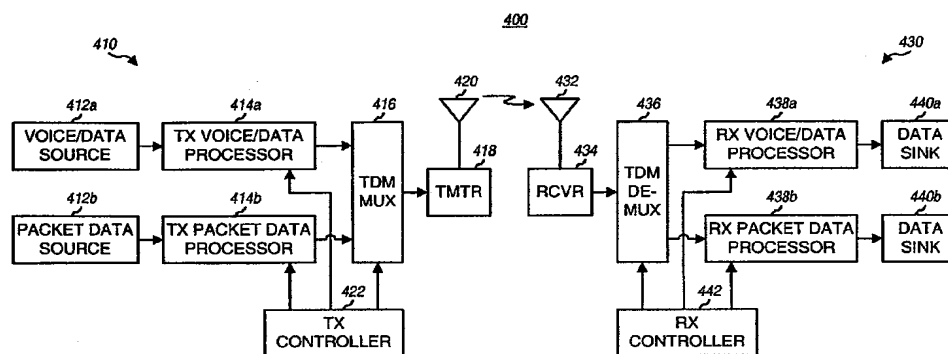 400
410
430
412a
414a
416
420
432
436
438a
440a
VOICE/DATA
SOURCE
TX VOICE/DATA
PROCESSOR
TDM
MUX
418
TMTR
434
RCVR
TDM
DE-
MUX
RX VOICE/DATA
PROCESSOR
DATA
SINK
412b
414b
438b
440b
PACKET DATA
SOURCE
TX PACKET DATA
PROCESSOR
RX PACKET DATA
PROCESSOR
DATA
SINK
422
TX
CONTROLLER
442
RX
CONTROLLER